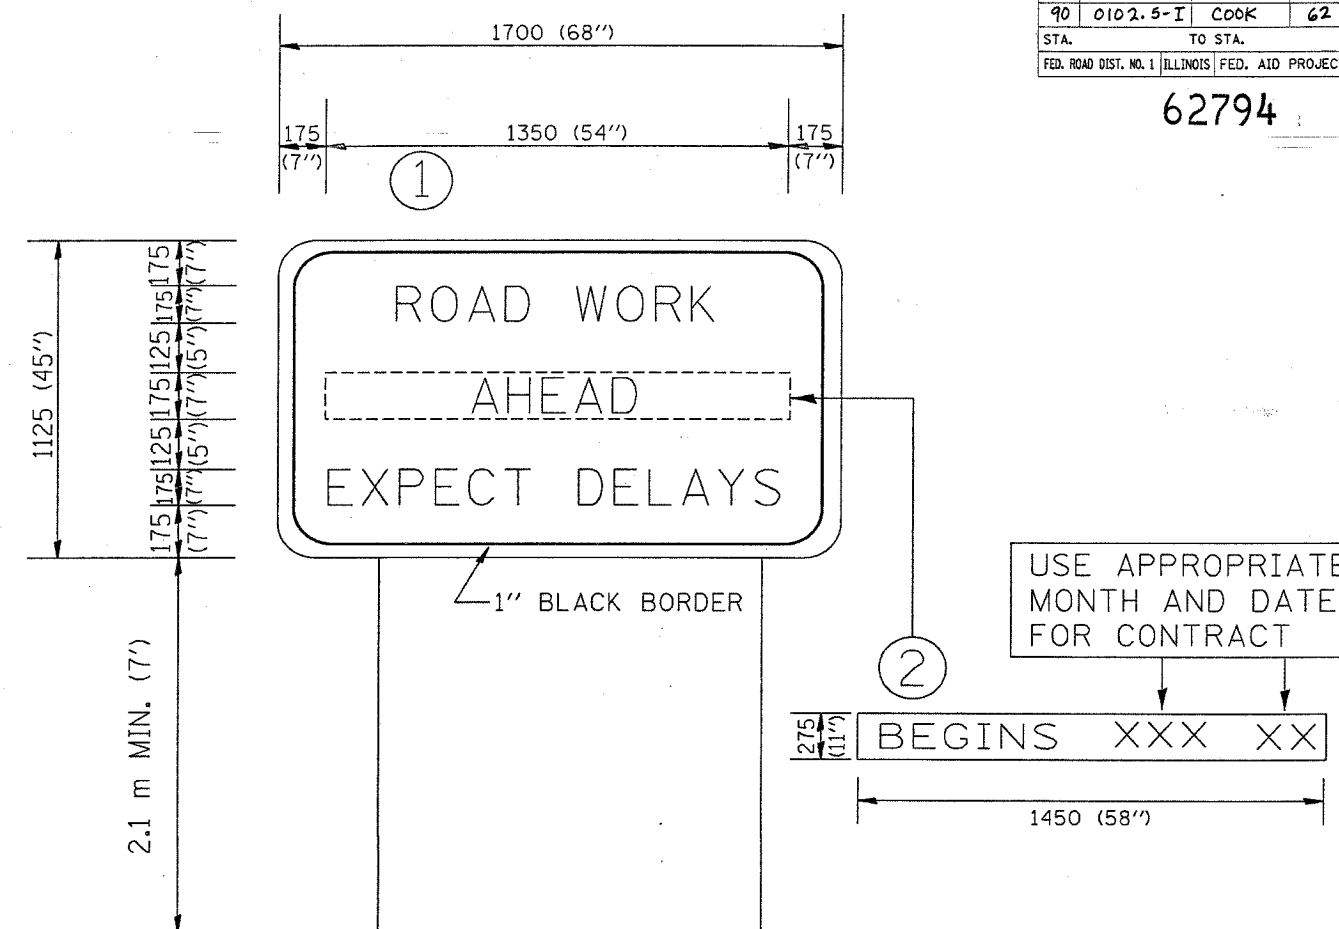 90 0102.5-I COOK 62
STA. TO STA.
FED. ROAD DIST. NO. 1 ILLINOIS FED. AID PROJEC
62794
1700 (68'')
175 (7'')
1350 (54'')
175 (7'')
1
1125 (45'')
175 (7'')
175 (7'')
125 (5'')
175 (7'')
125 (5'')
175 (7'')
175 (7'')
ROAD WORK
AHEAD
EXPECT DELAYS
1'' BLACK BORDER
2.1 m MIN. (7')
USE APPROPRIATE
MONTH AND DATE
FOR CONTRACT
2
275 (11'')
BEGINS XXX XX
1450 (58'')